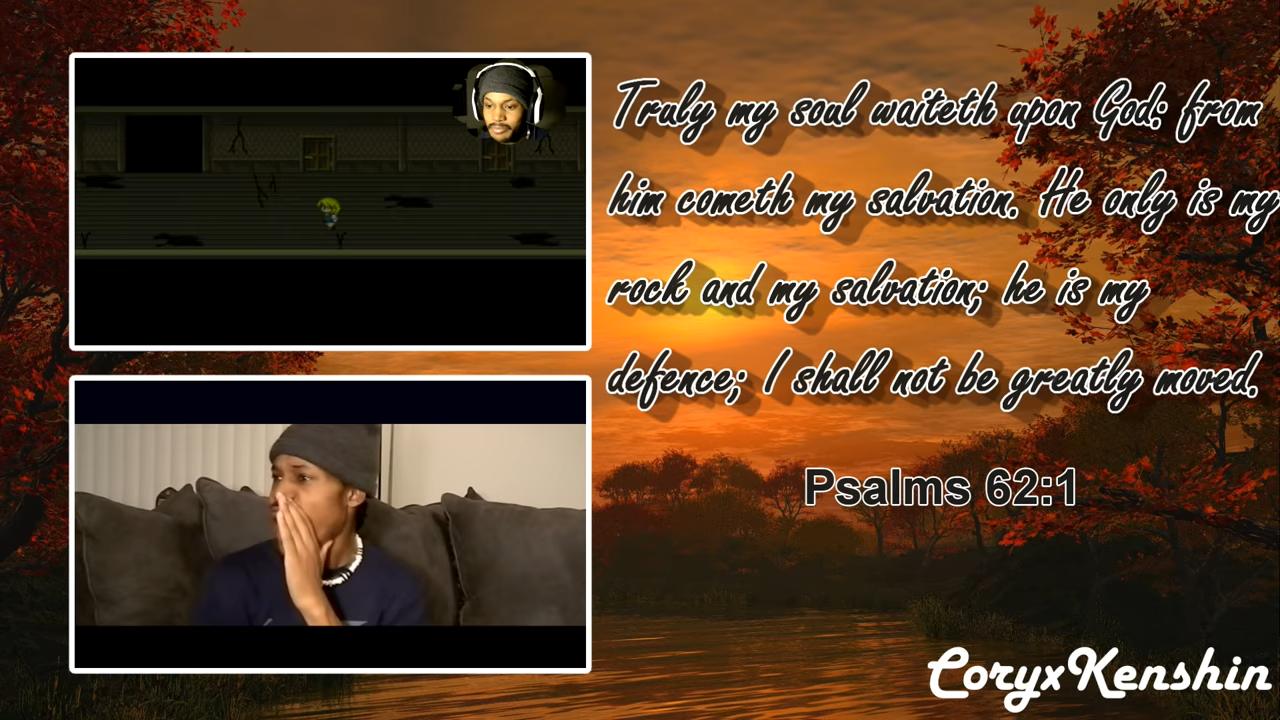 Truly my soul waiteth upon God: from
him cometh my salvation. He only is my
rock and my salvation; he is my
defence; I shall not be greatly moved.
Psalms 62:1
CoryxKenshin